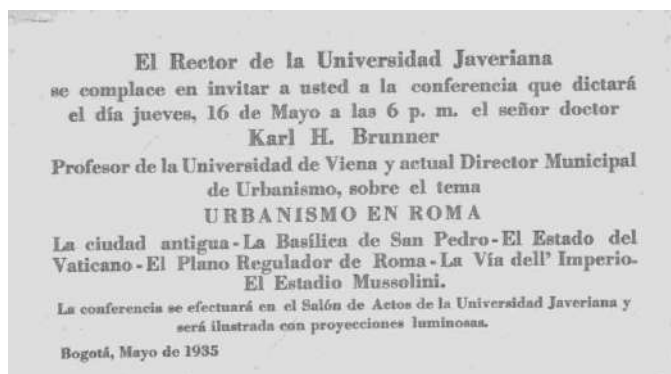 El Rector de la Universidad Javeriana
se complace en invitar a usted a la conferencia que dictará
el día jueves, 16 de Mayo a las 6 p. m. el señor doctor
Karl H. Brunner
Profesor de la Universidad de Viena y actual Director Municipal
de Urbanismo, sobre el tema
URBANISMO EN ROMA
La ciudad antigua - La Basílica de San Pedro - El Estado del
Vaticano - El Plano Regulador de Roma - La Vía dell' Imperio-
El Estadio Mussolini.
La conferencia se efectuará en el Salón de Actos de la Universidad Javeriana y
será ilustrada con proyecciones luminosas.
Bogotá, Mayo de 1935